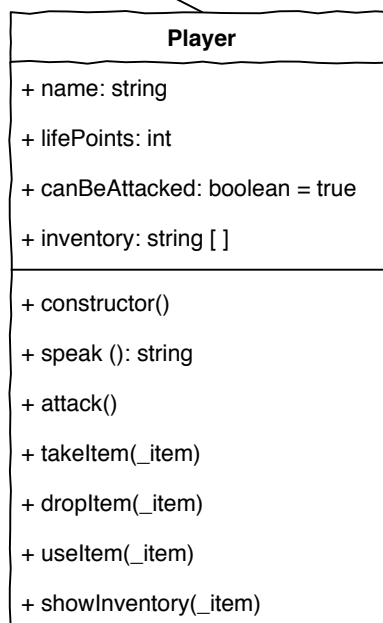 Player
+ name: string
+ lifePoints: int
+ canBeAttacked: boolean = true
+ inventory: string [ ]
+ constructor()
+ speak (): string
+ attack()
+ takeItem(_item)
+ dropItem(_item)
+ useItem(_item)
+ showInventory(_item)